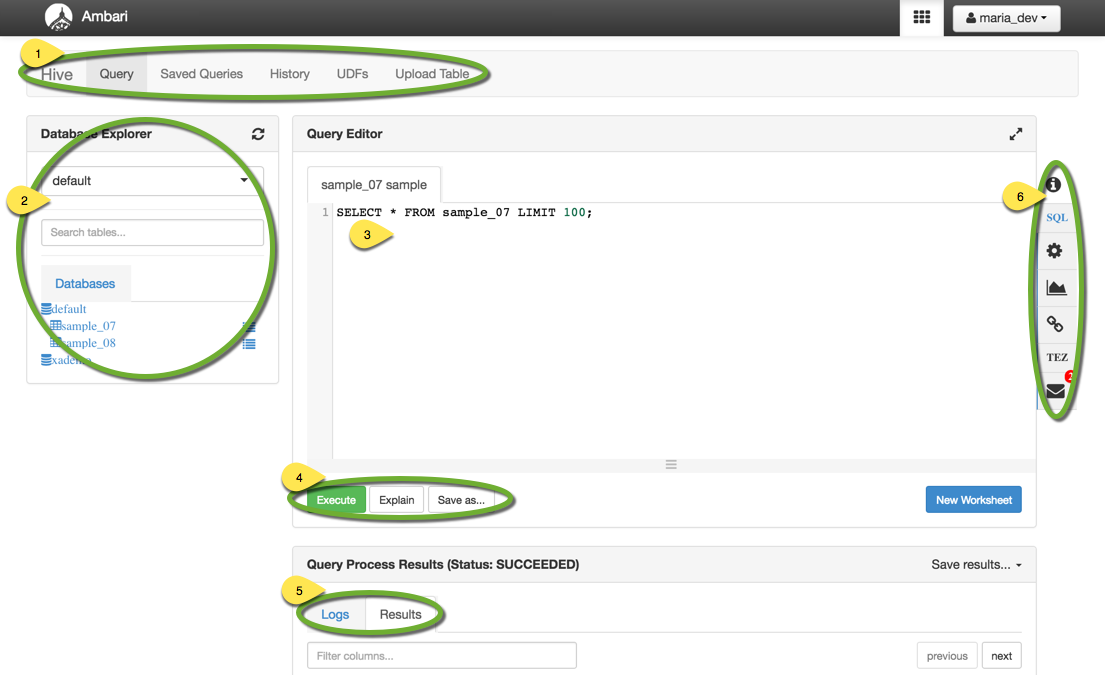 Ambari
maria_dev
1
Hive Query Saved Queries History UDFs Upload Table
Database Explorer
2
default
Search tables...
Databases
default
sample_07
sample_08
xademo
Query Editor
sample_07 sample
1 SELECT * FROM sample_07 LIMIT 100;
3
4
Execute Explain Save as... New Worksheet
Query Process Results (Status: SUCCEEDED) Save results...
5
Logs Results
Filter columns... previous next
6
SQL
TEZ